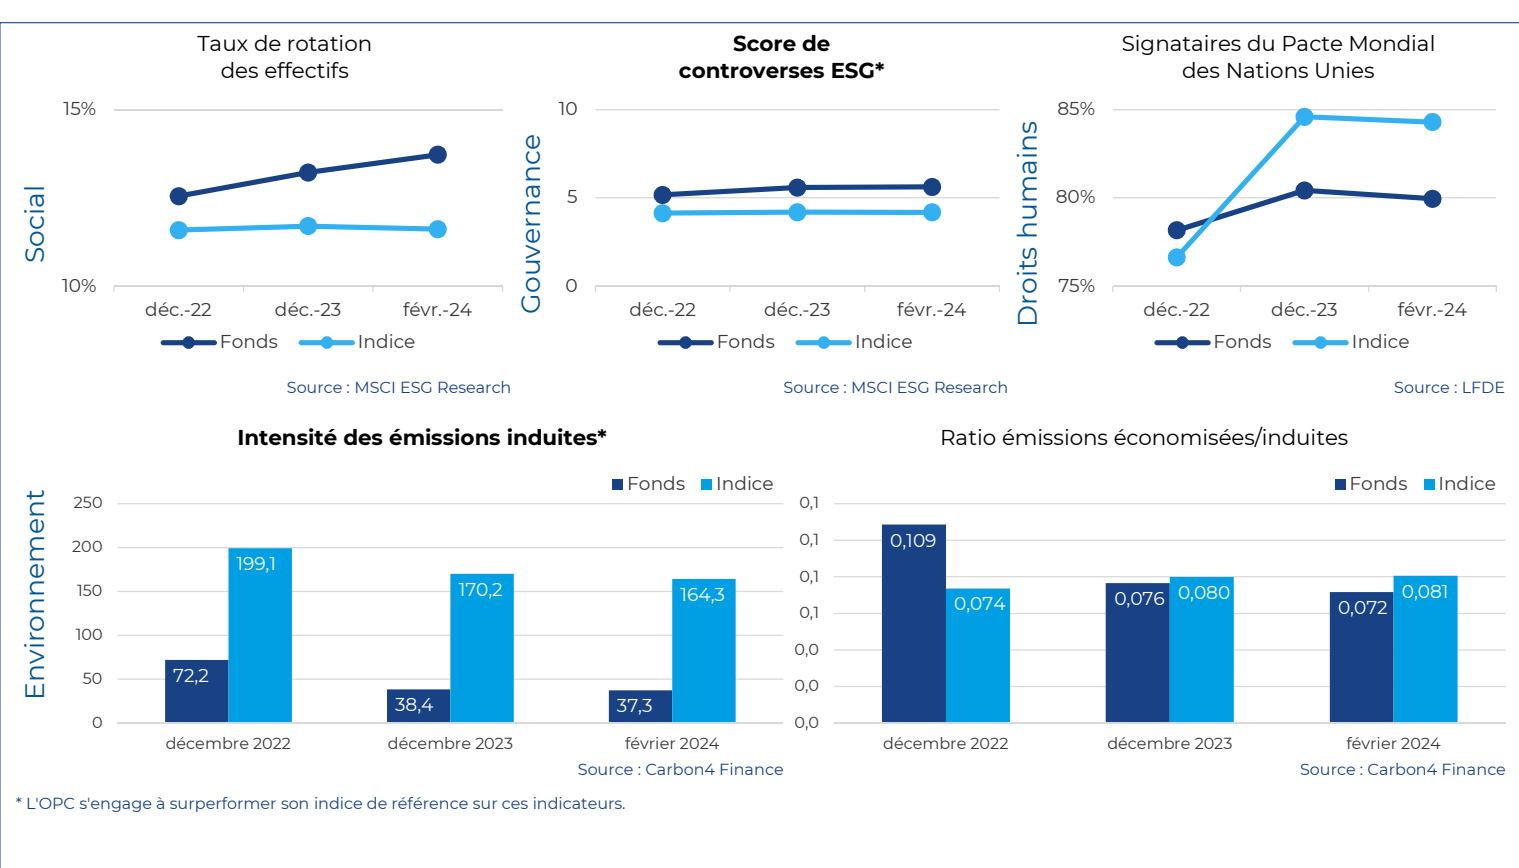 Taux de rotation
des effectifs
15%
10%
Social
déc.-22 déc.-23 févr.-24
Fonds Indice
Source : MSCI ESG Research
Score de
controverses ESG*
10
5
0
Gouvernance
déc.-22 déc.-23 févr.-24
Fonds Indice
Source : MSCI ESG Research
Signataires du Pacte Mondial
des Nations Unies
85%
80%
75%
Droits humains
déc.-22 déc.-23 févr.-24
Fonds Indice
Source : LFDE
Intensité des émissions induites*
Fonds Indice
Environnement
250
200
150
100
50
0
72,2
199,1
38,4
170,2
37,3
164,3
décembre 2022 décembre 2023 février 2024
Source : Carbon4 Finance
Ratio émissions économisées/induites
Fonds Indice
0,1
0,1
0,1
0,1
0,0
0,0
0,0
0,109
0,074
0,076
0,080
0,072
0,081
décembre 2022 décembre 2023 février 2024
Source : Carbon4 Finance
* L'OPC s'engage à surperformer son indice de référence sur ces indicateurs.